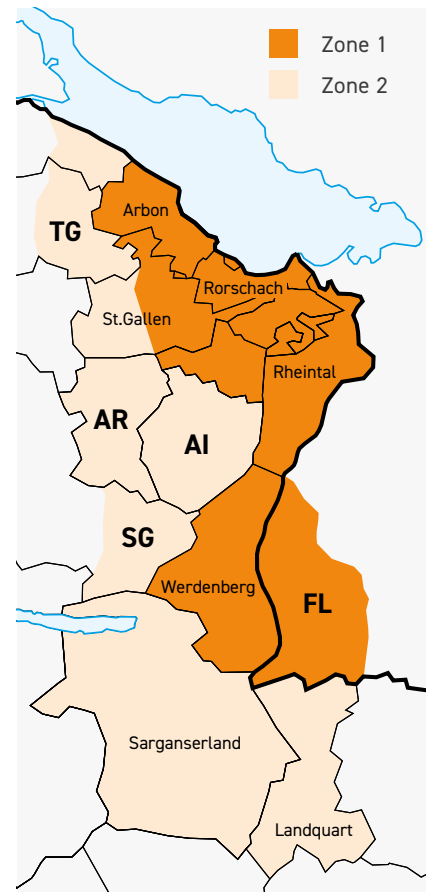 Zone 1
Zone 2
Arbon
TG
Rorschach
St.Gallen
Rheintal
AR
AI
SG
Werdenberg
FL
Sarganserland
Landquart